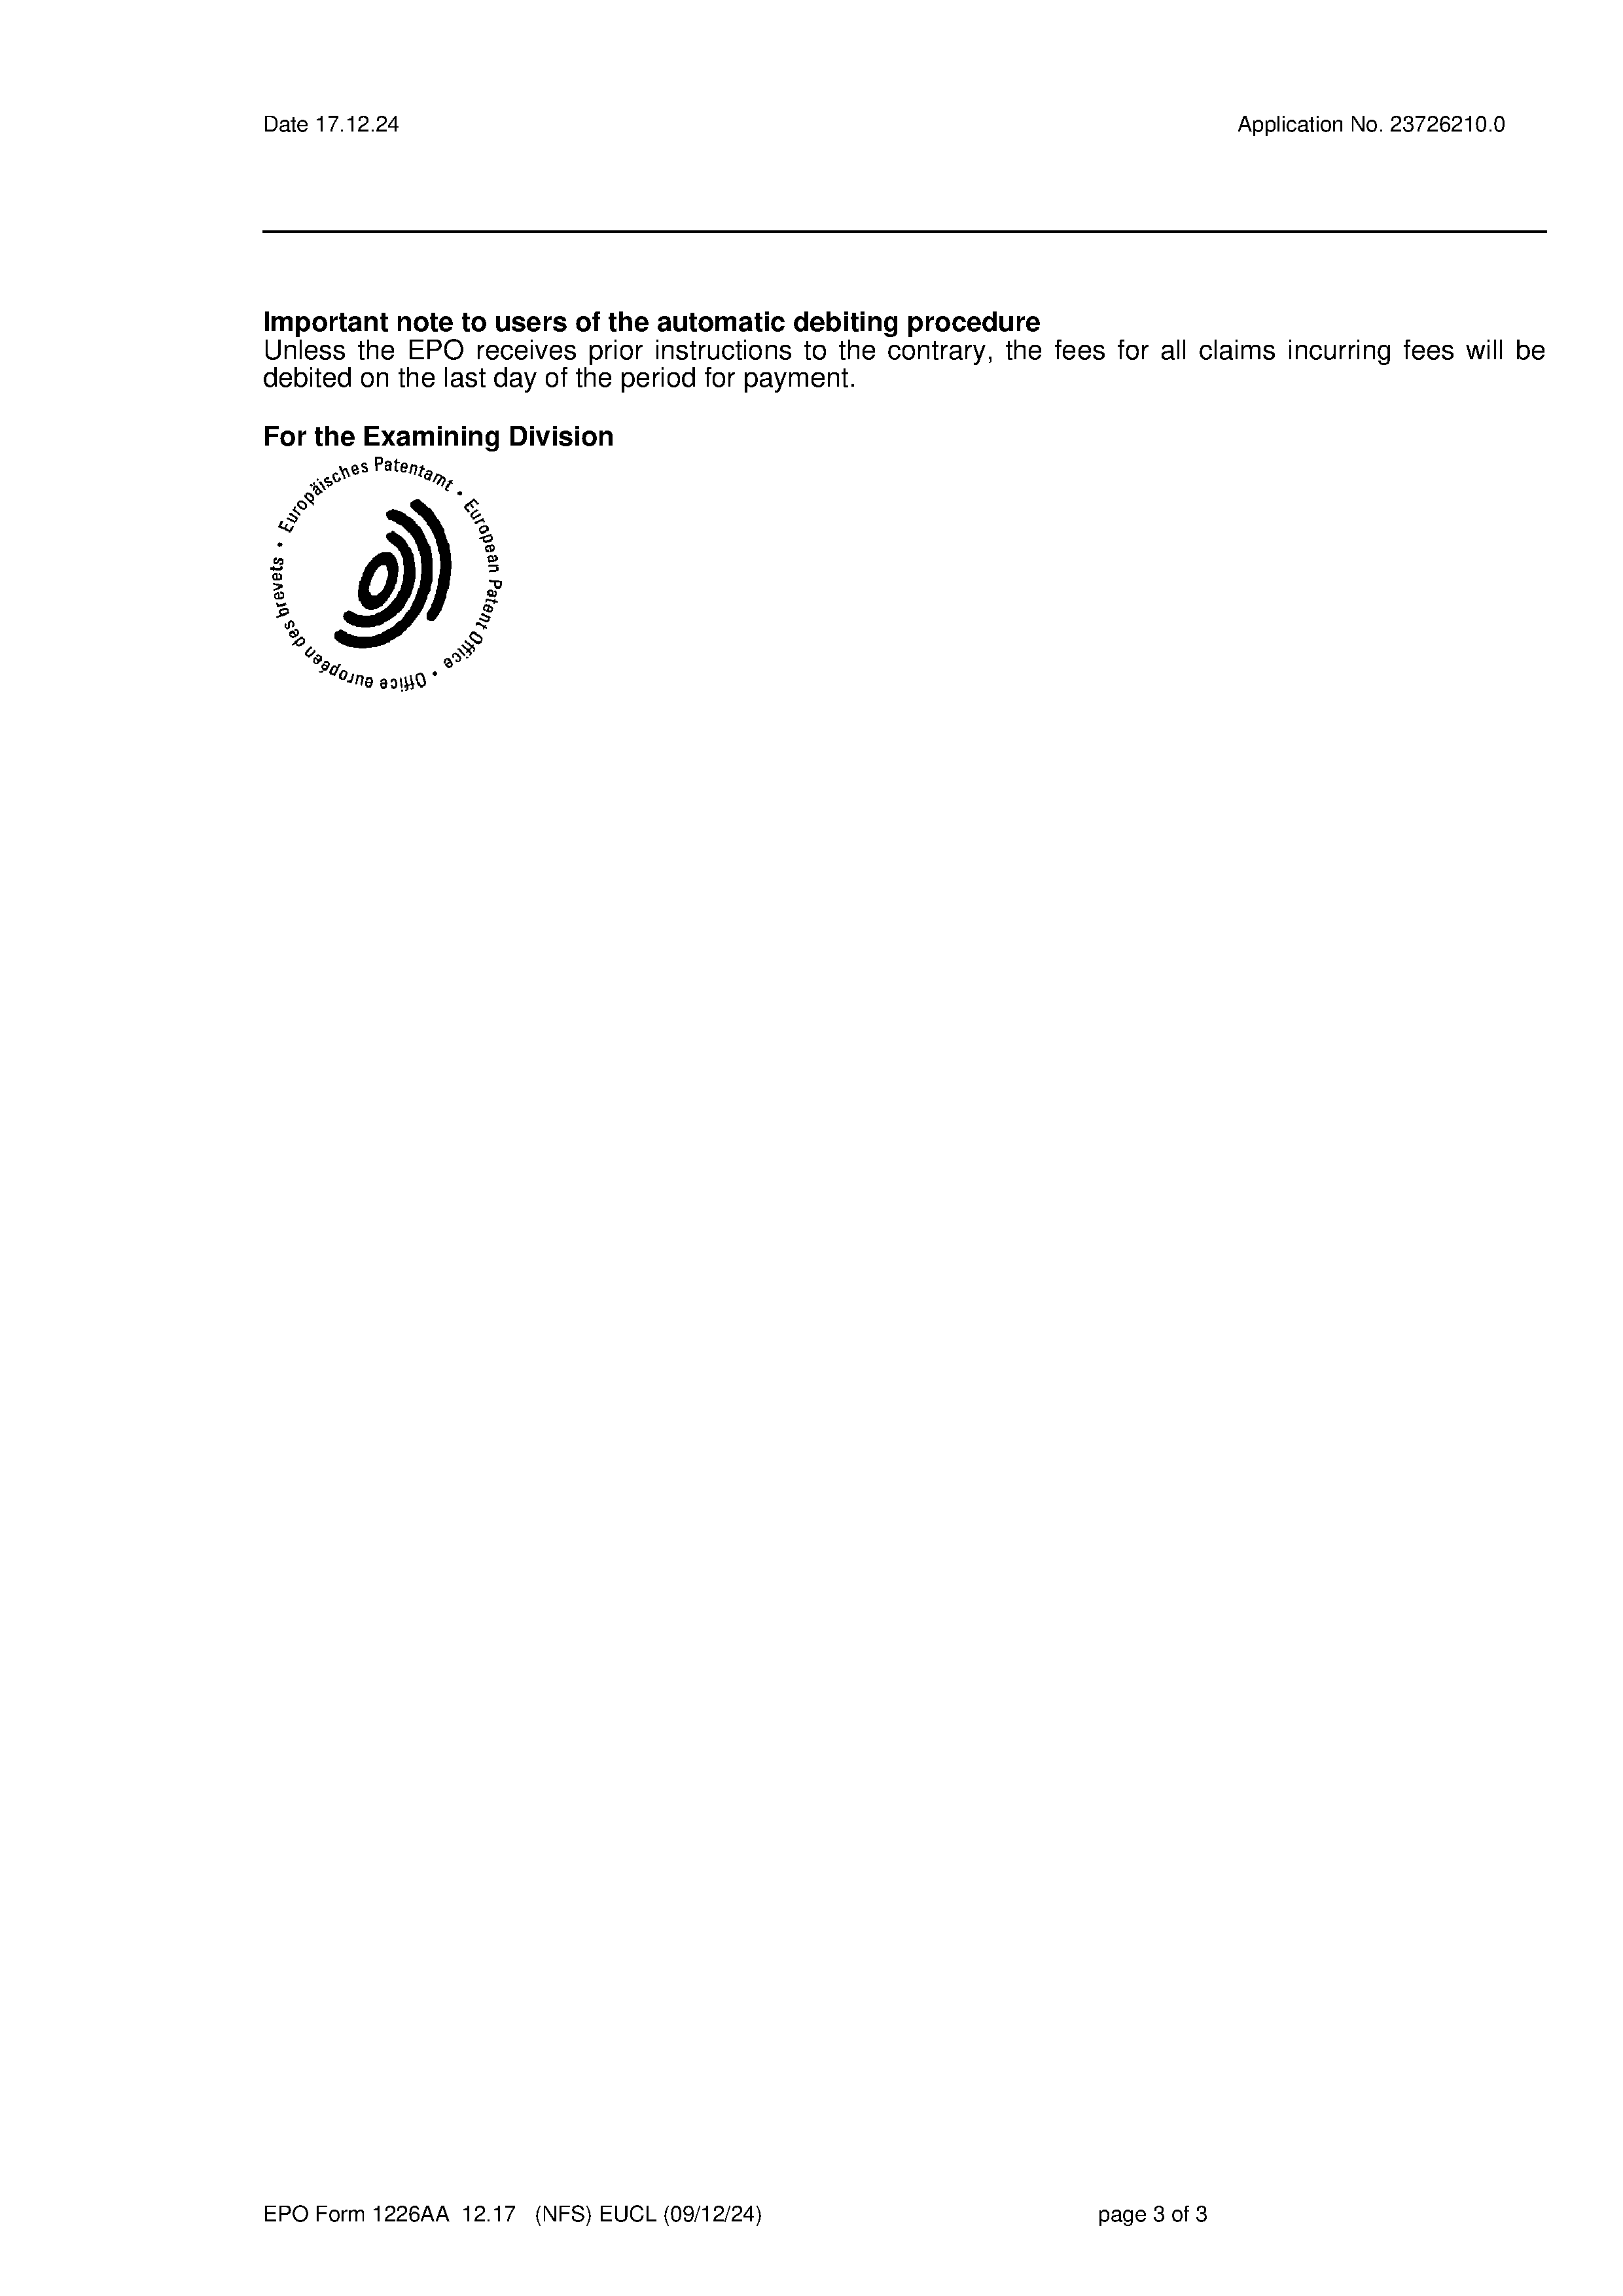 Date 17.12.24 Application No. 23726210.0
Important note to users of the automatic debiting procedure
Unless the EPO receives prior instructions to the contrary, the fees for all claims incurring fees will be
debited on the last day of the period for payment.
For the Examining Division
Europäisches Patentamt • European Patent Office • Office européen des brevets •
EPO Form 1226AA 12.17 (NFS) EUCL (09/12/24) page 3 of 3